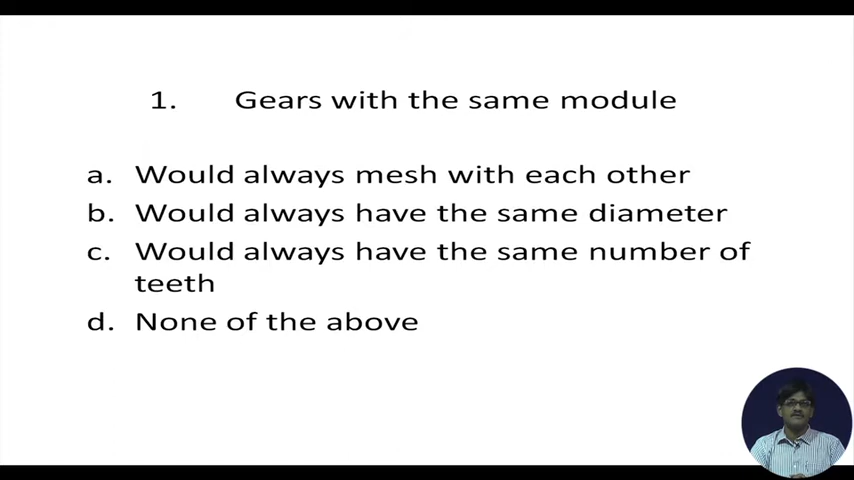 1. Gears with the same module
a. Would always mesh with each other
b. Would always have the same diameter
c. Would always have the same number of
teeth
d. None of the above